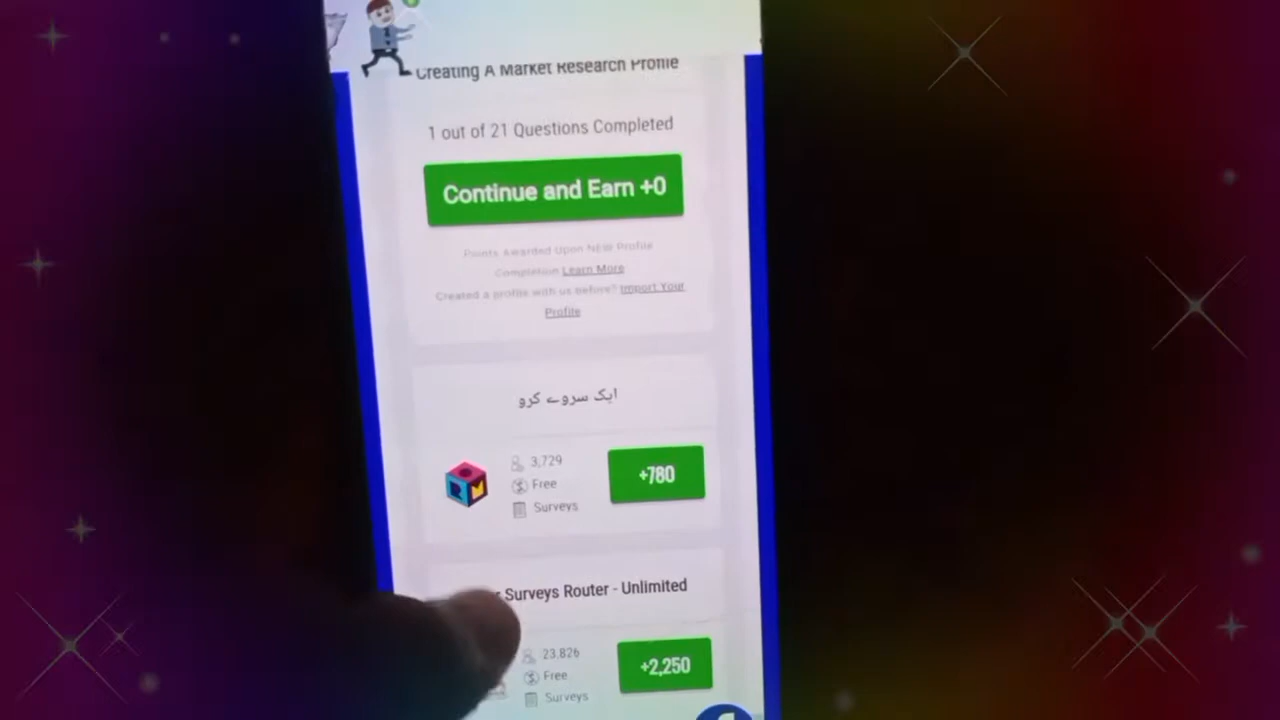 Creating A Market Research Profile
1 out of 21 Questions Completed
Continue and Earn +0
Points Awarded Upon NEW Profile
Completion Learn More
Created a profile with us before? Import Your
Profile
ایک سروے کرو
3,729
Free
Surveys
+780
Surveys Router - Unlimited
23,826
Free
Surveys
+2,250